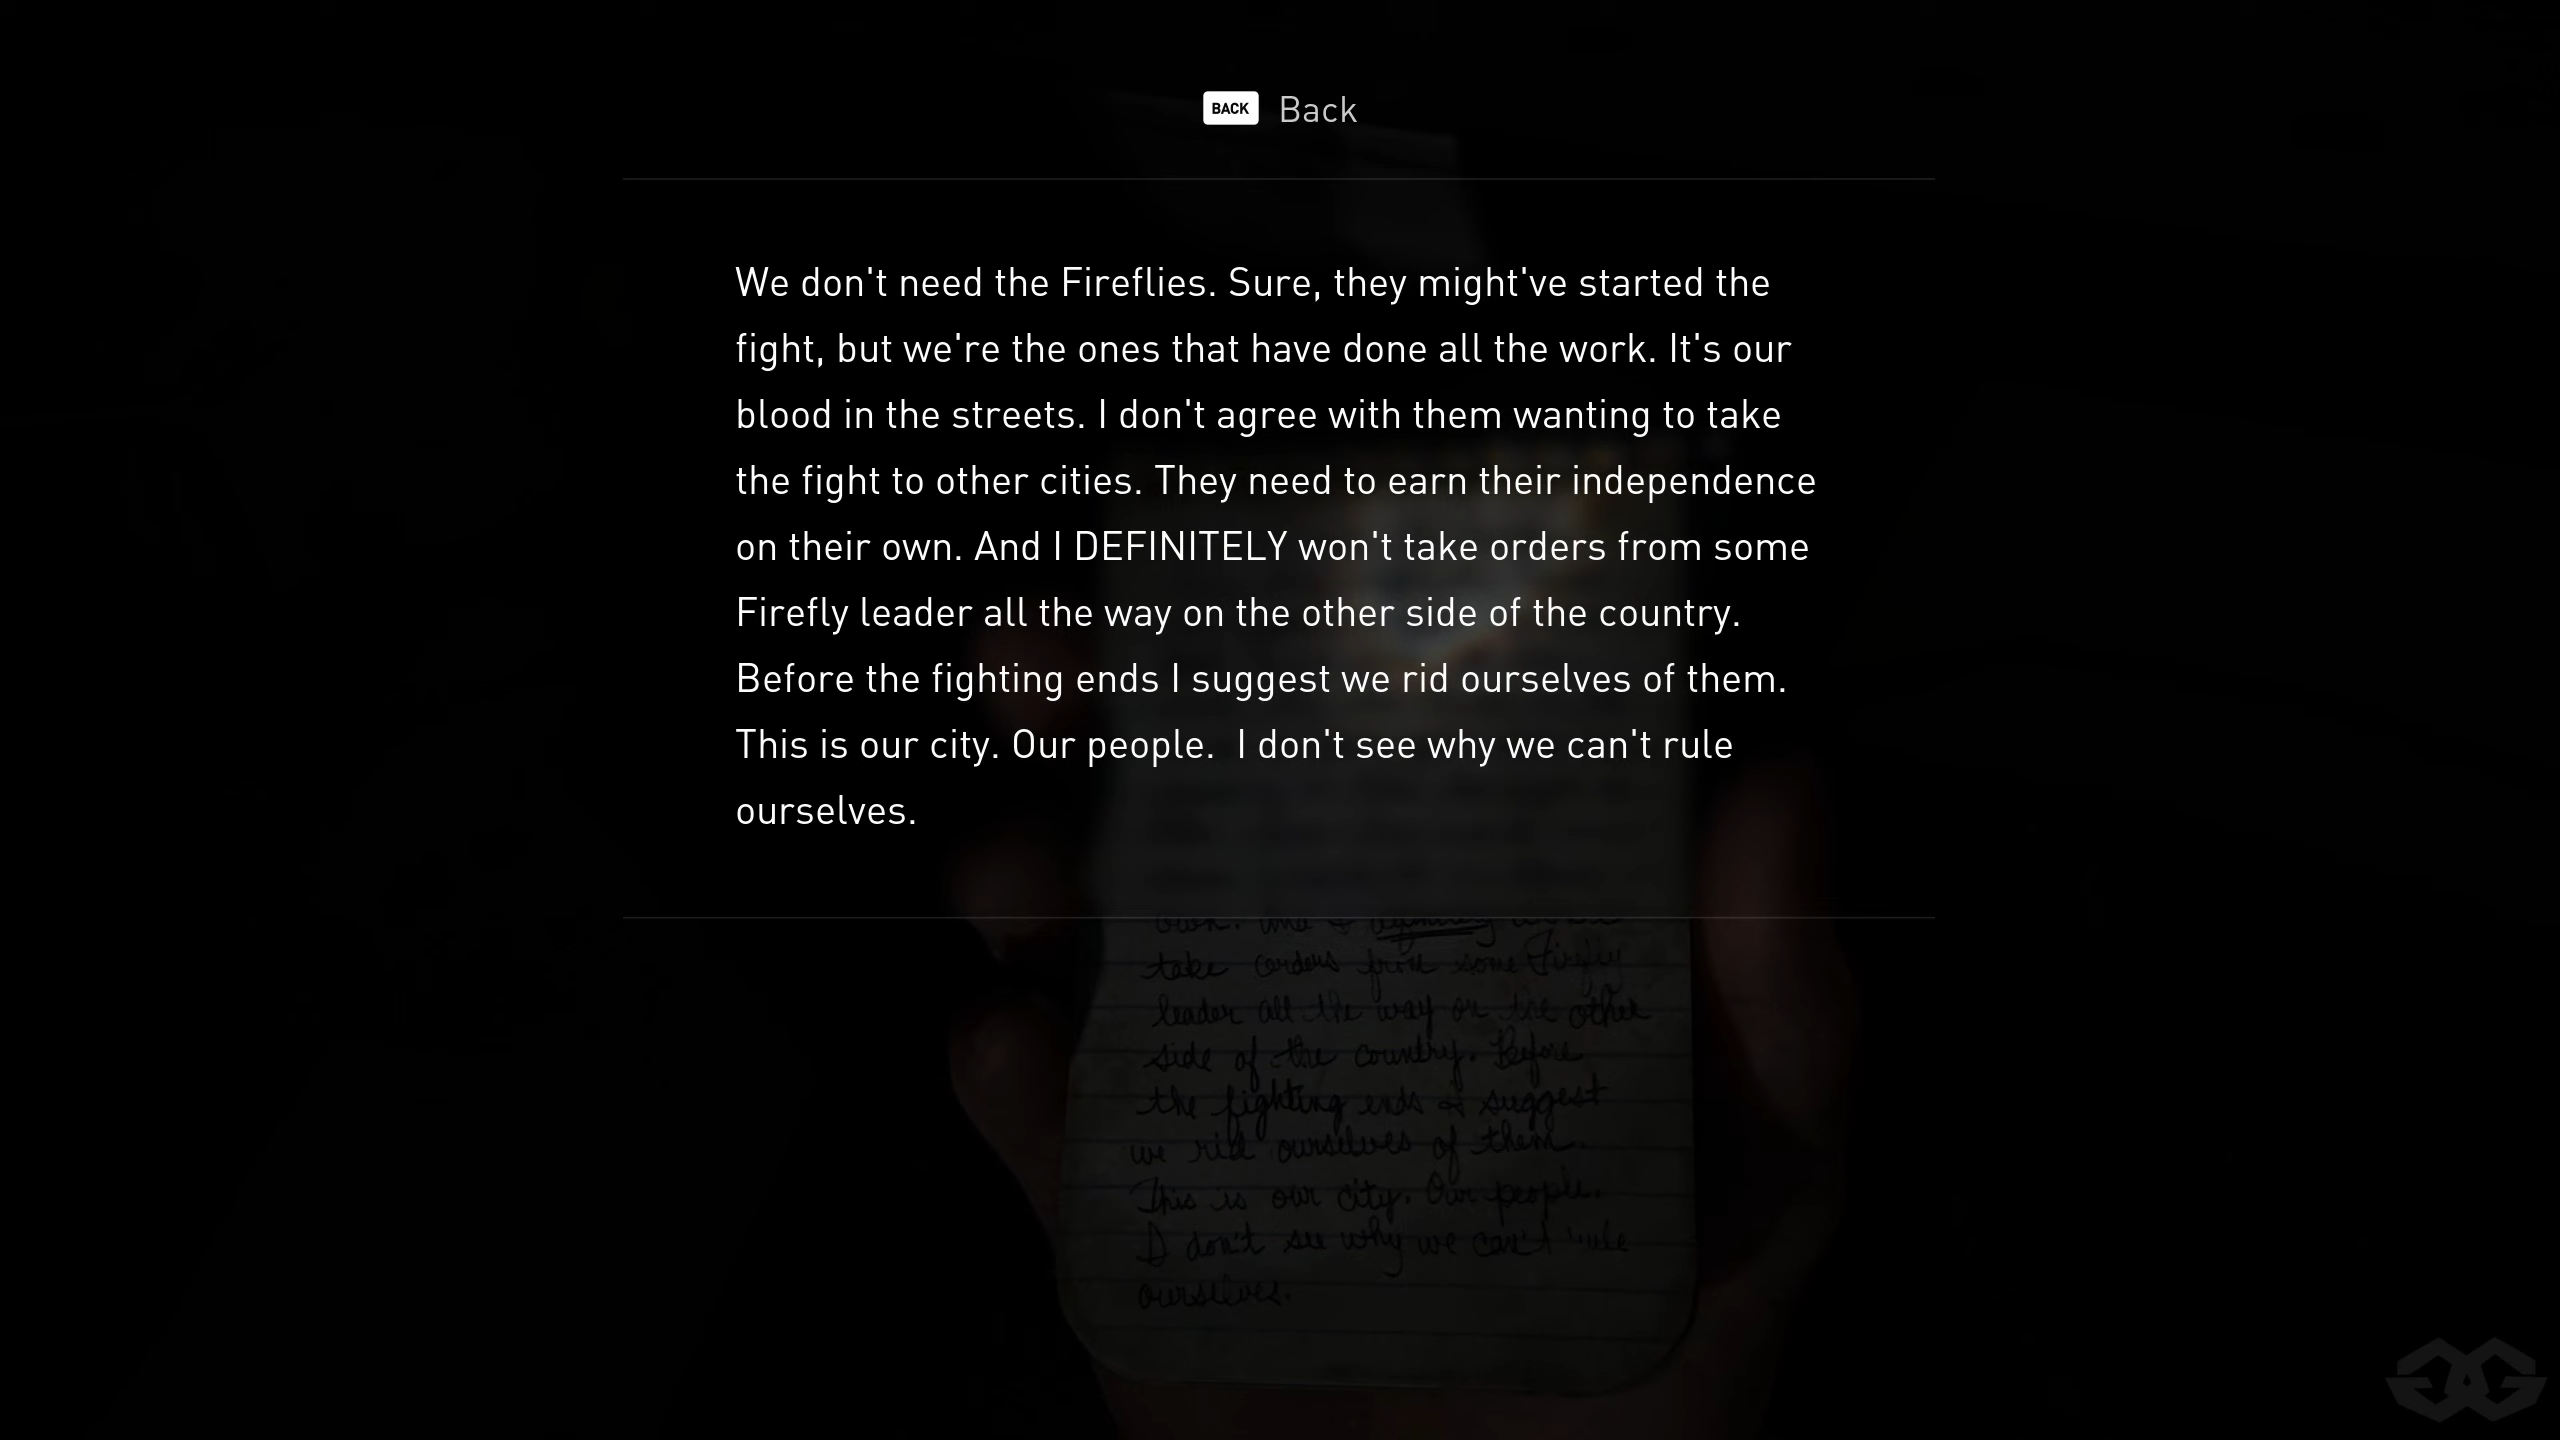 BACK Back
We don't need the Fireflies. Sure, they might've started the
fight, but we're the ones that have done all the work. It's our
blood in the streets. I don't agree with them wanting to take
the fight to other cities. They need to earn their independence
on their own. And I DEFINITELY won't take orders from some
Firefly leader all the way on the other side of the country.
Before the fighting ends I suggest we rid ourselves of them.
This is our city. Our people.  I don't see why we can't rule
ourselves.
own. And I definitely won't
take orders from some Firefly
leader all the way on the other
side of the country. Before
the fighting ends I suggest
we rid ourselves of them.
This is our city. Our people.
I don't see why we can't rule
ourselves.